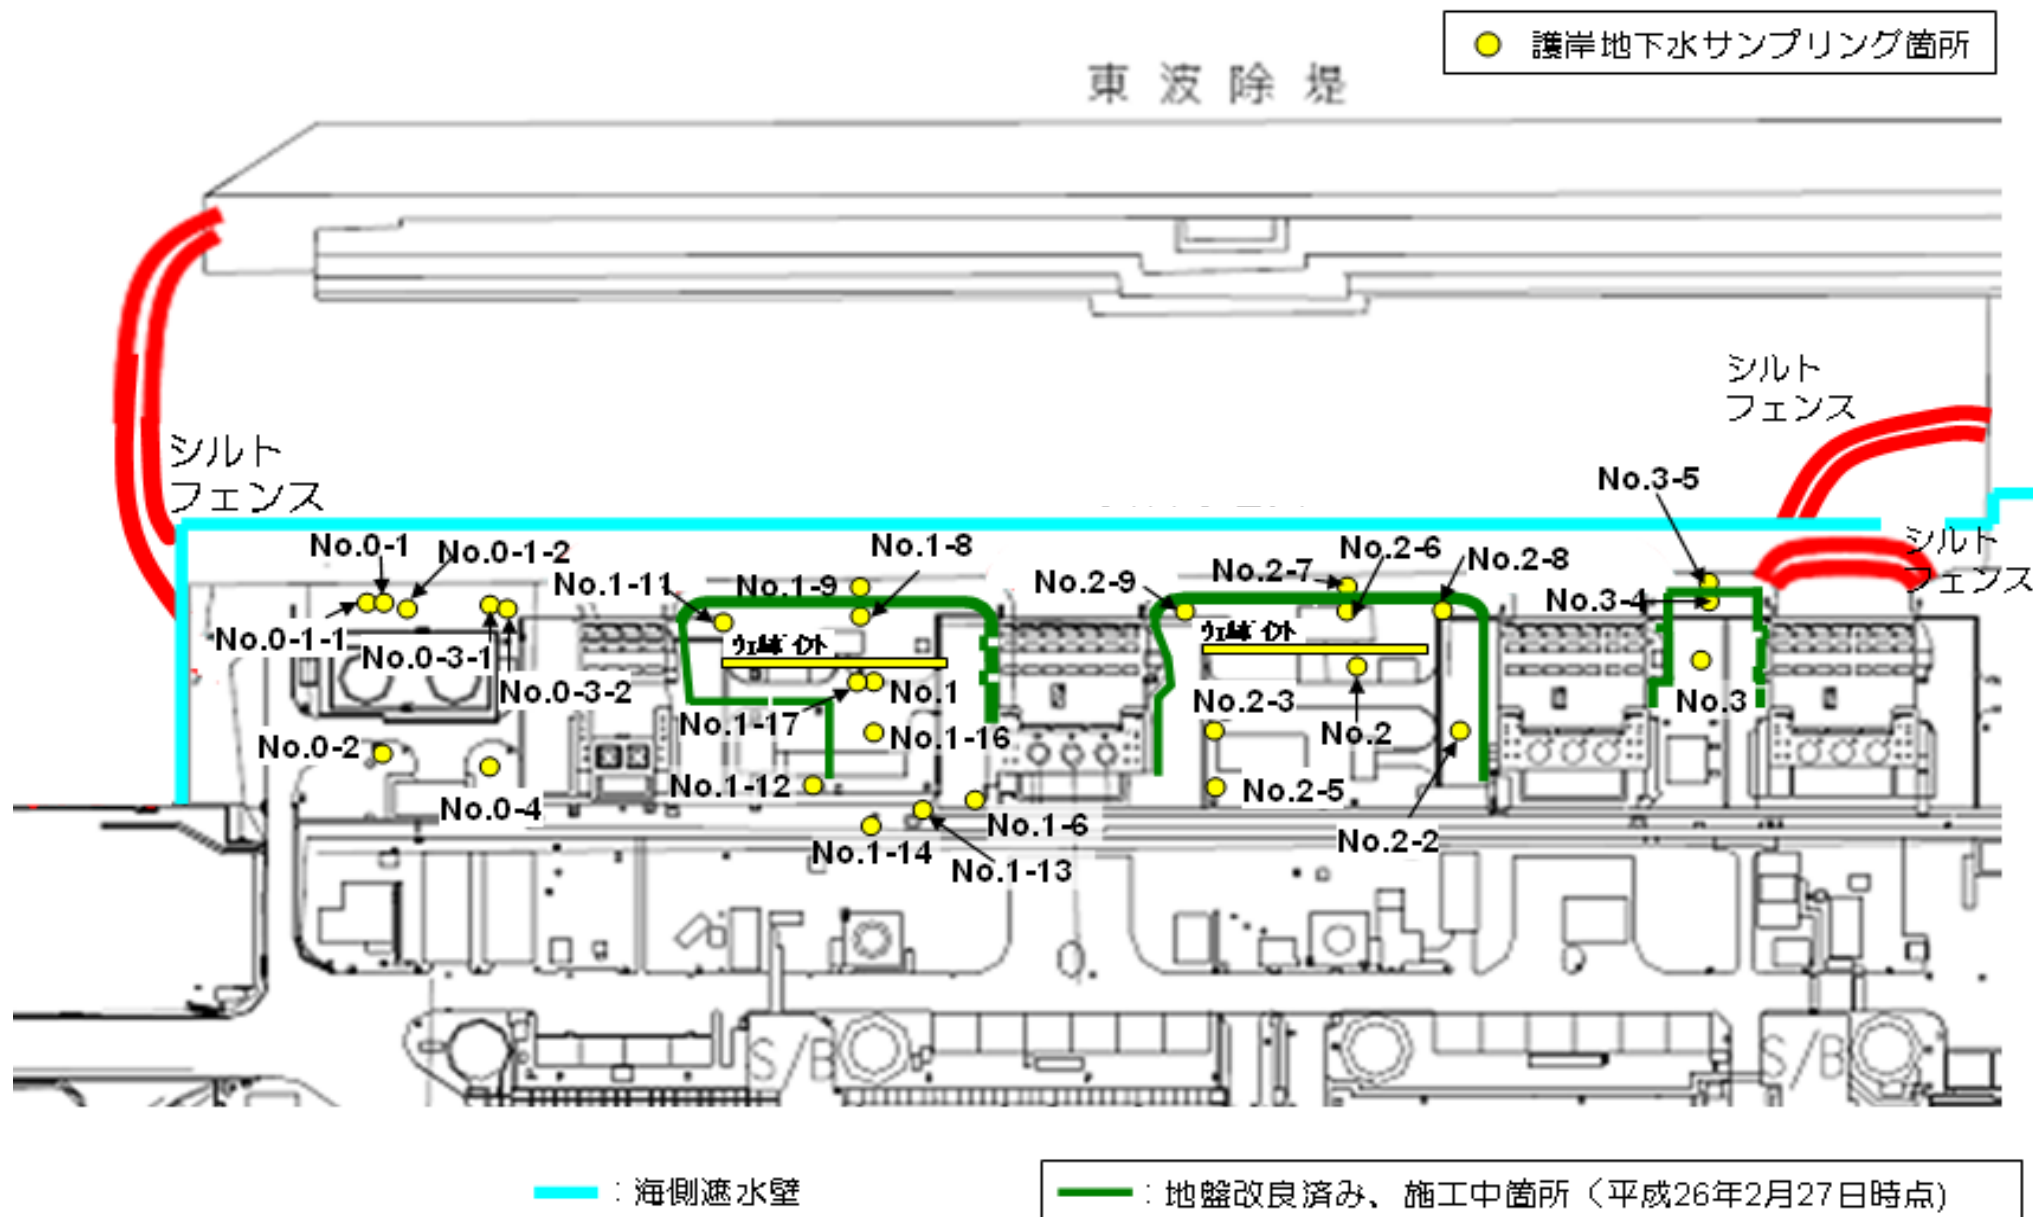 護岸地下水サンプリング箇所
東波除堤
シルト
フェンス
シルト
フェンス
No.3-5
シルト
フェンス
No.0-1
No.0-1-2
No.1-8
No.2-6
No.2-8
No.1-11
No.1-9
No.2-9
No.2-7
No.3-4
No.0-1-1
No.0-3-1
ウェルポイント
ウェルポイント
No.0-3-2
No.1
No.3
No.1-17
No.2-3
No.2
No.0-2
No.1-16
No.1-12
No.2-5
No.0-4
No.1-6
No.2-2
No.1-14
No.1-13
S/B
S/B
：海側遮水壁
：地盤改良済み、施工中箇所（平成26年2月27日時点)